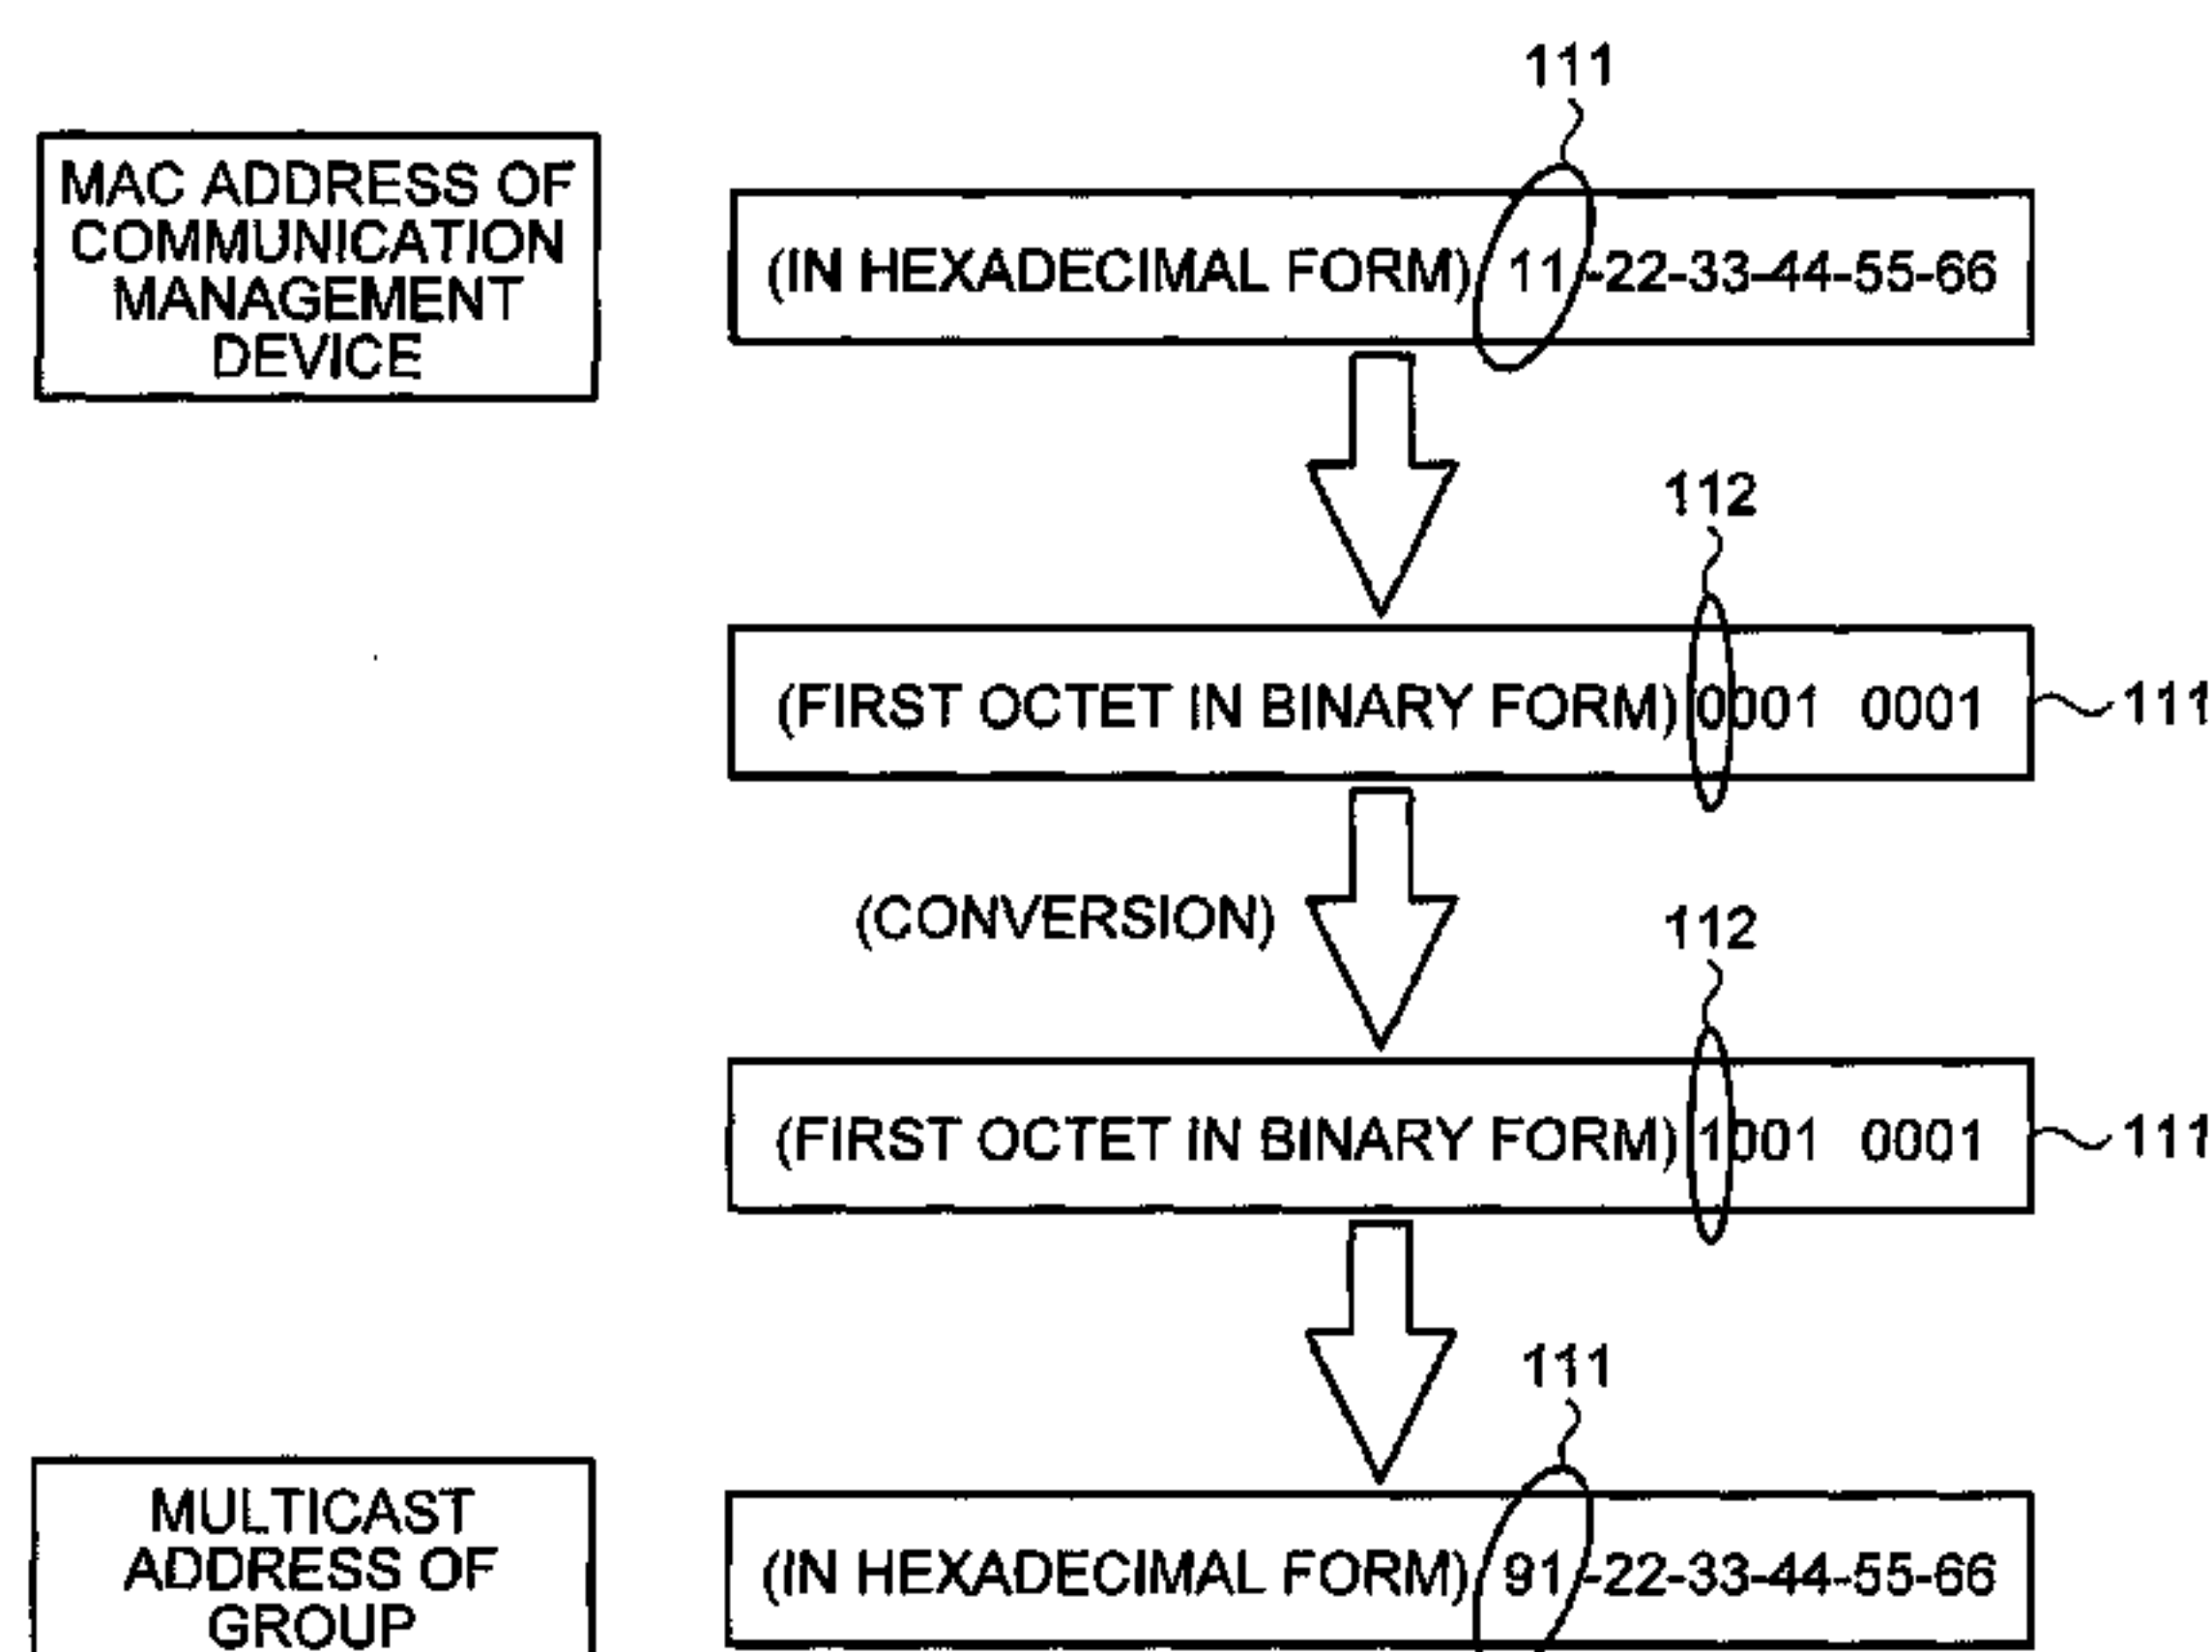 111
MAC ADDRESS OF
COMMUNICATION
MANAGEMENT
DEVICE
(IN HEXADECIMAL FORM) 11-22-33-44-55-66
112
(FIRST OCTET IN BINARY FORM) 0001 0001
111
(CONVERSION)
112
(FIRST OCTET IN BINARY FORM) 1001 0001
111
111
MULTICAST
ADDRESS OF
GROUP
(IN HEXADECIMAL FORM) 91-22-33-44-55-66